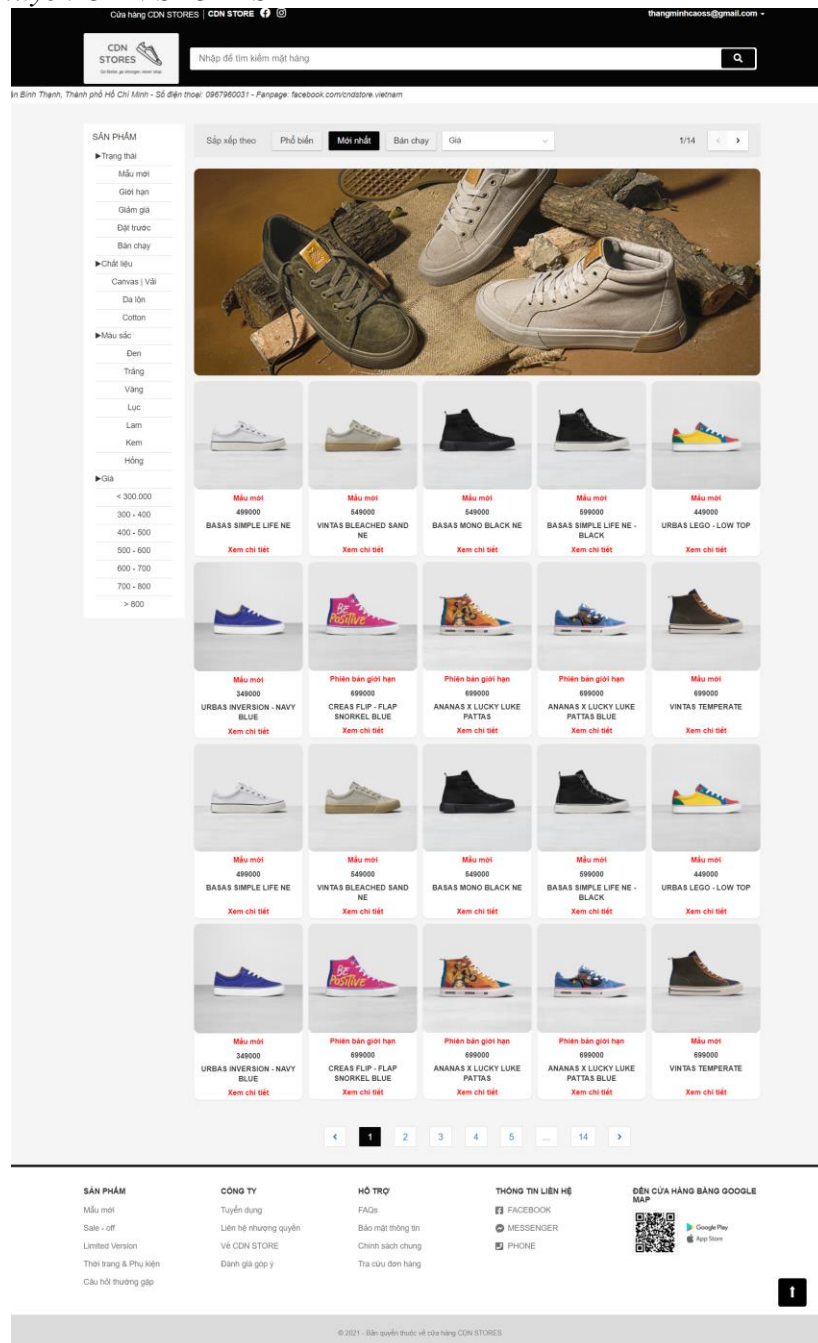 Cửa hàng CDN STORES | CDN STORE
thangminhcaoss@gmail.com
CDN
STORES
Nhập để tìm kiếm mặt hàng
ận Bình Thạnh, Thành phố Hồ Chí Minh - Số điện thoại: 0967960031 - Fanpage: facebook.com/cndstore.vietnam
SẢN PHẨM
▶Trạng thái
Mẫu mới
Giới hạn
Giảm giá
Đặt trước
Bán chạy
▶Chất liệu
Canvas | Vải
Da lộn
Cotton
▶Màu sắc
Đen
Trắng
Vàng
Lục
Lam
Kem
Hồng
▶Giá
< 300.000
300 - 400
400 - 500
500 - 600
600 - 700
700 - 800
> 800
Sắp xếp theo Phổ biến Mới nhất Bán chạy Giá 1/14 < >
Mẫu mới Mẫu mới Mẫu mới Mẫu mới Mẫu mới
499000 549000 549000 599000 449000
BASAS SIMPLE LIFE NE VINTAS BLEACHED SAND BASAS MONO BLACK NE BASAS SIMPLE LIFE NE - URBAS LEGO - LOW TOP
NE BLACK
Xem chi tiết Xem chi tiết Xem chi tiết Xem chi tiết Xem chi tiết
BE
POSITIVE
Mẫu mới Phiên bản giới hạn Phiên bản giới hạn Phiên bản giới hạn Mẫu mới
349000 699000 699000 699000 699000
URBAS INVERSION - NAVY CREAS FLIP - FLAP ANANAS X LUCKY LUKE ANANAS X LUCKY LUKE VINTAS TEMPERATE
BLUE SNORKEL BLUE PATTAS PATTAS BLUE
Xem chi tiết Xem chi tiết Xem chi tiết Xem chi tiết Xem chi tiết
Mẫu mới Mẫu mới Mẫu mới Mẫu mới Mẫu mới
499000 549000 549000 599000 449000
BASAS SIMPLE LIFE NE VINTAS BLEACHED SAND BASAS MONO BLACK NE BASAS SIMPLE LIFE NE - URBAS LEGO - LOW TOP
NE BLACK
Xem chi tiết Xem chi tiết Xem chi tiết Xem chi tiết Xem chi tiết
BE
POSITIVE
Mẫu mới Phiên bản giới hạn Phiên bản giới hạn Phiên bản giới hạn Mẫu mới
349000 699000 699000 699000 699000
URBAS INVERSION - NAVY CREAS FLIP - FLAP ANANAS X LUCKY LUKE ANANAS X LUCKY LUKE VINTAS TEMPERATE
BLUE SNORKEL BLUE PATTAS PATTAS BLUE
Xem chi tiết Xem chi tiết Xem chi tiết Xem chi tiết Xem chi tiết
< 1 2 3 4 5 ... 14 >
SẢN PHẨM
Mẫu mới
Sale - off
Limited Version
Thời trang & Phụ kiện
Câu hỏi thường gặp
CÔNG TY
Tuyển dụng
Liên hệ nhượng quyền
Về CDN STORE
Đánh giá góp ý
HỖ TRỢ
FAQs
Bảo mật thông tin
Chính sách chung
Tra cứu đơn hàng
THÔNG TIN LIÊN HỆ
FACEBOOK
MESSENGER
PHONE
ĐẾN CỬA HÀNG BẰNG GOOGLE
MAP
Google Play
App Store
© 2021 - Bản quyền thuộc về cửa hàng CDN STORES